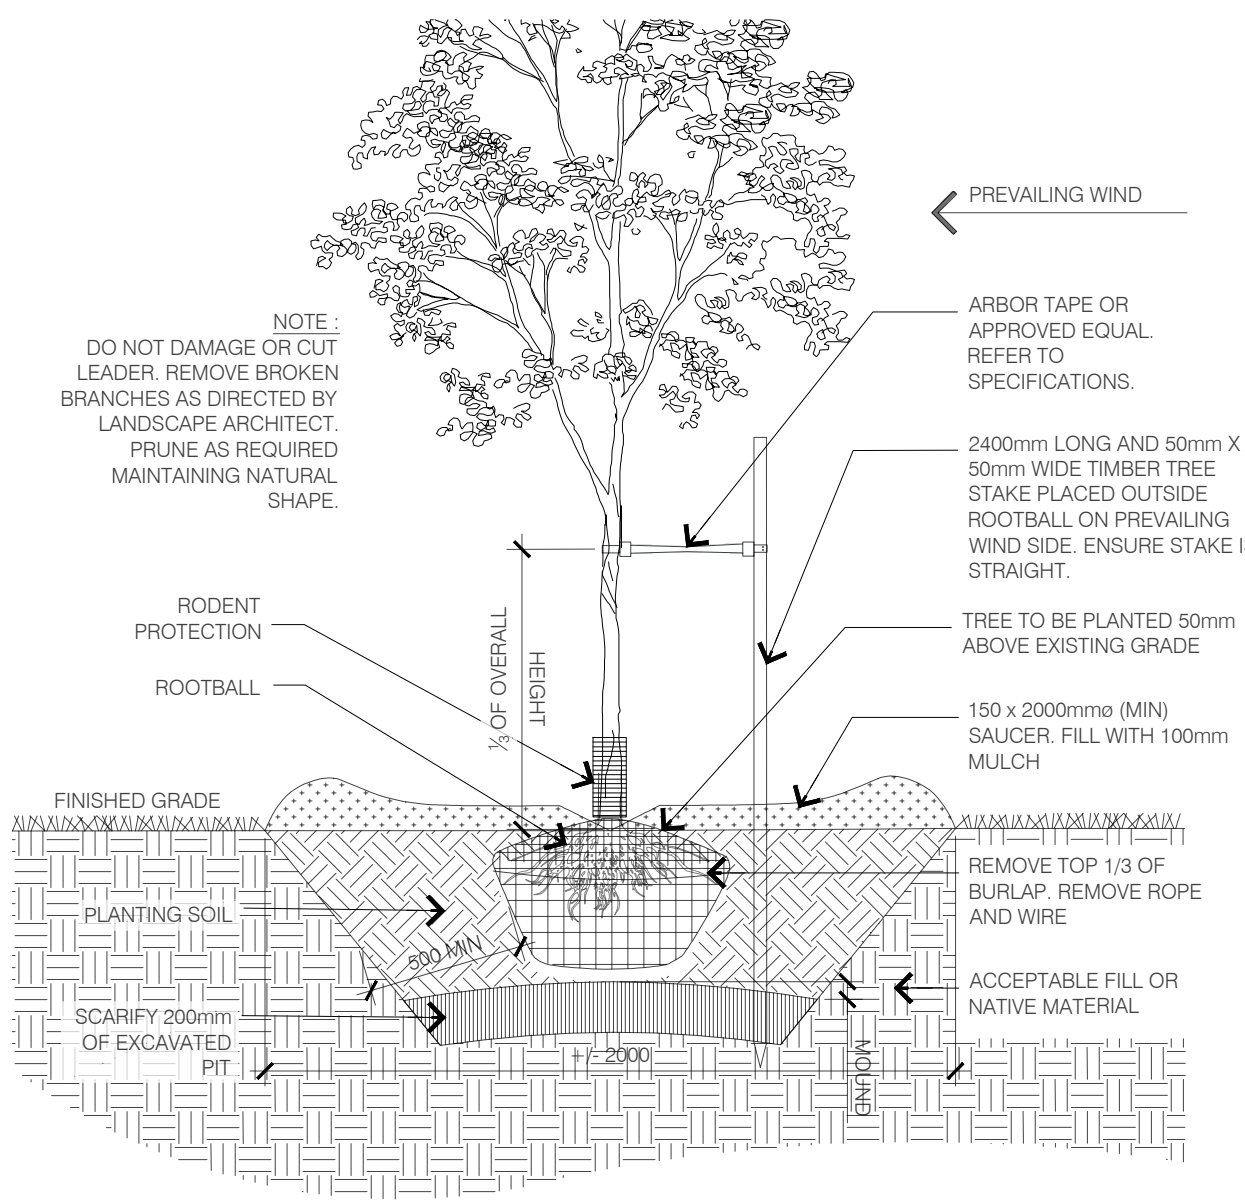 PREVAILING WIND
NOTE :
DO NOT DAMAGE OR CUT
LEADER. REMOVE BROKEN
BRANCHES AS DIRECTED BY
LANDSCAPE ARCHITECT.
PRUNE AS REQUIRED
MAINTAINING NATURAL
SHAPE.
ARBOR TAPE OR
APPROVED EQUAL.
REFER TO
SPECIFICATIONS.
2400mm LONG AND 50mm X
50mm WIDE TIMBER TREE
STAKE PLACED OUTSIDE
ROOTBALL ON PREVAILING
WIND SIDE. ENSURE STAKE
STRAIGHT.
RODENT
PROTECTION
ROOTBALL
1/3 OF OVERALL
HEIGHT
TREE TO BE PLANTED 50mm
ABOVE EXISTING GRADE
150 x 2000mmø (MIN)
SAUCER. FILL WITH 100mm
MULCH
FINISHED GRADE
REMOVE TOP 1/3 OF
BURLAP. REMOVE ROPE
AND WIRE
PLANTING SOIL
500 MIN
ACCEPTABLE FILL OR
NATIVE MATERIAL
SCARIFY 200mm
OF EXCAVATED
PIT
+/- 2000
MOUND